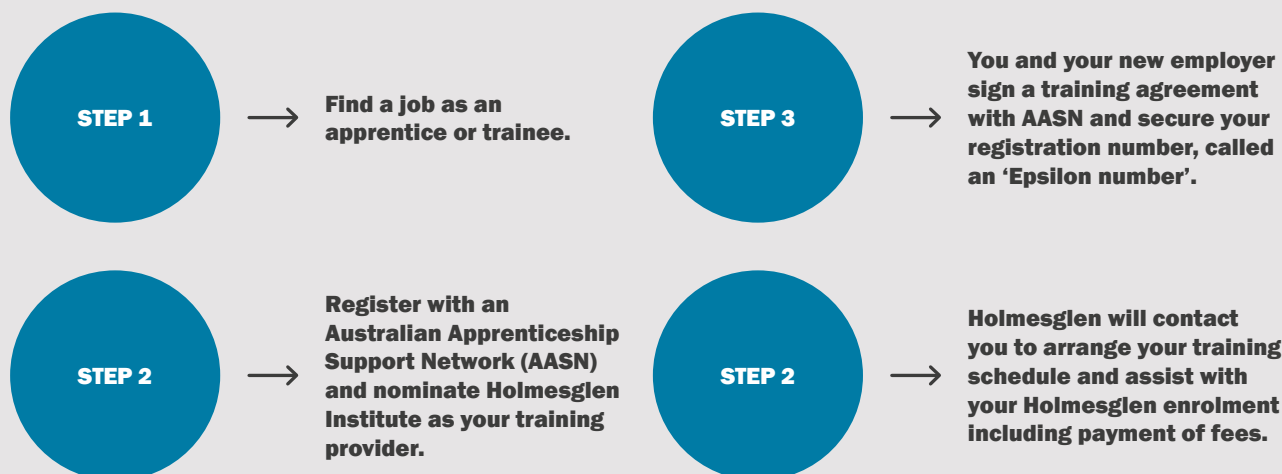 STEP 1
Find a job as an
apprentice or trainee.
STEP 2
Register with an
Australian Apprenticeship
Support Network (AASN)
and nominate Holmesglen
Institute as your training
provider.
STEP 3
You and your new employer
sign a training agreement
with AASN and secure your
registration number, called
an ‘Epsilon number’.
STEP 2
Holmesglen will contact
you to arrange your training
schedule and assist with
your Holmesglen enrolment
including payment of fees.